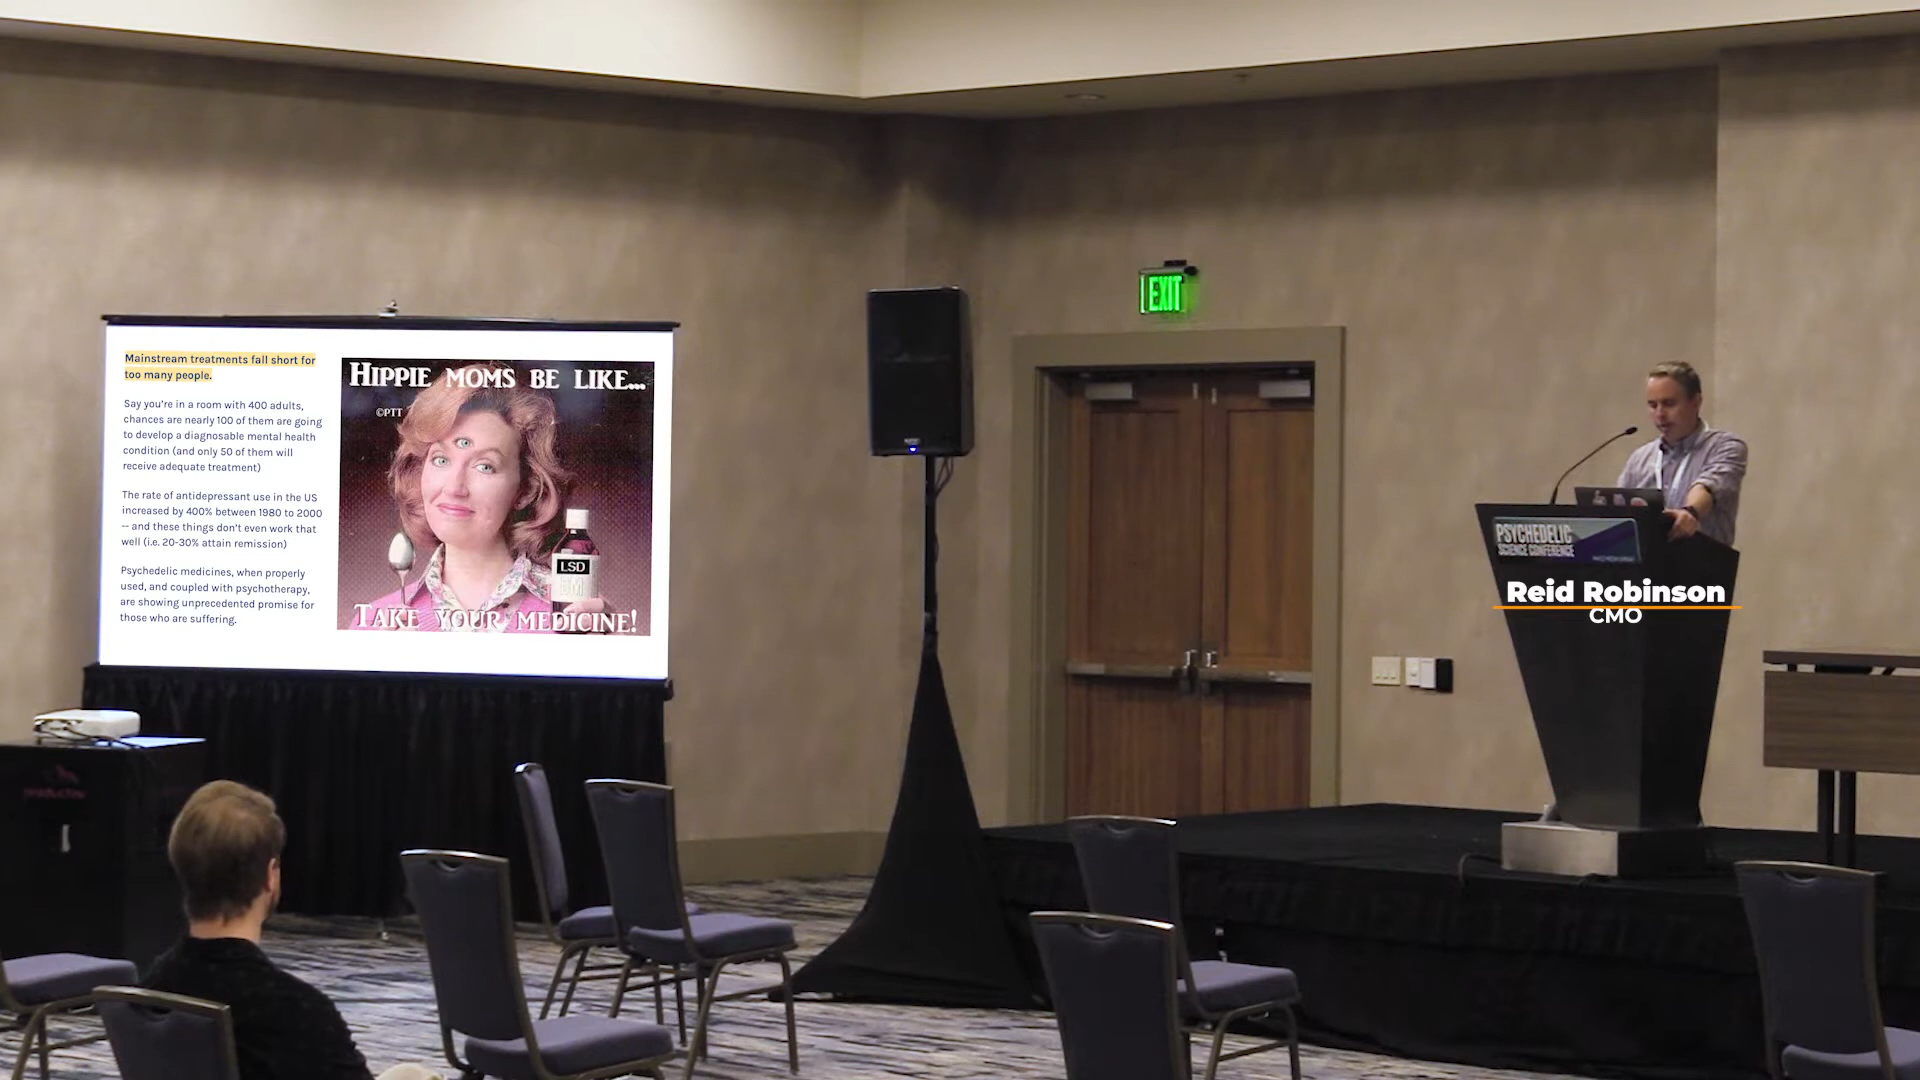 Mainstream treatments fall short for
too many people.
Say you're in a room with 400 adults,
chances are nearly 100 of them are going
to develop a diagnosable mental health
condition (and only 50 of them will
receive adequate treatment)
The rate of antidepressant use in the US
increased by 400% between 1980 to 2000
-- and these things don't even work that
well (i.e. 20-30% attain remission)
Psychedelic medicines, when properly
used, and coupled with psychotherapy,
are showing unprecedented promise for
those who are suffering.
HIPPIE MOMS BE LIKE...
©PTT
LSD
TAKE YOUR MEDICINE!
EXIT
PSYCHEDELIC
SCIENCE CONFERENCE
Reid Robinson
CMO